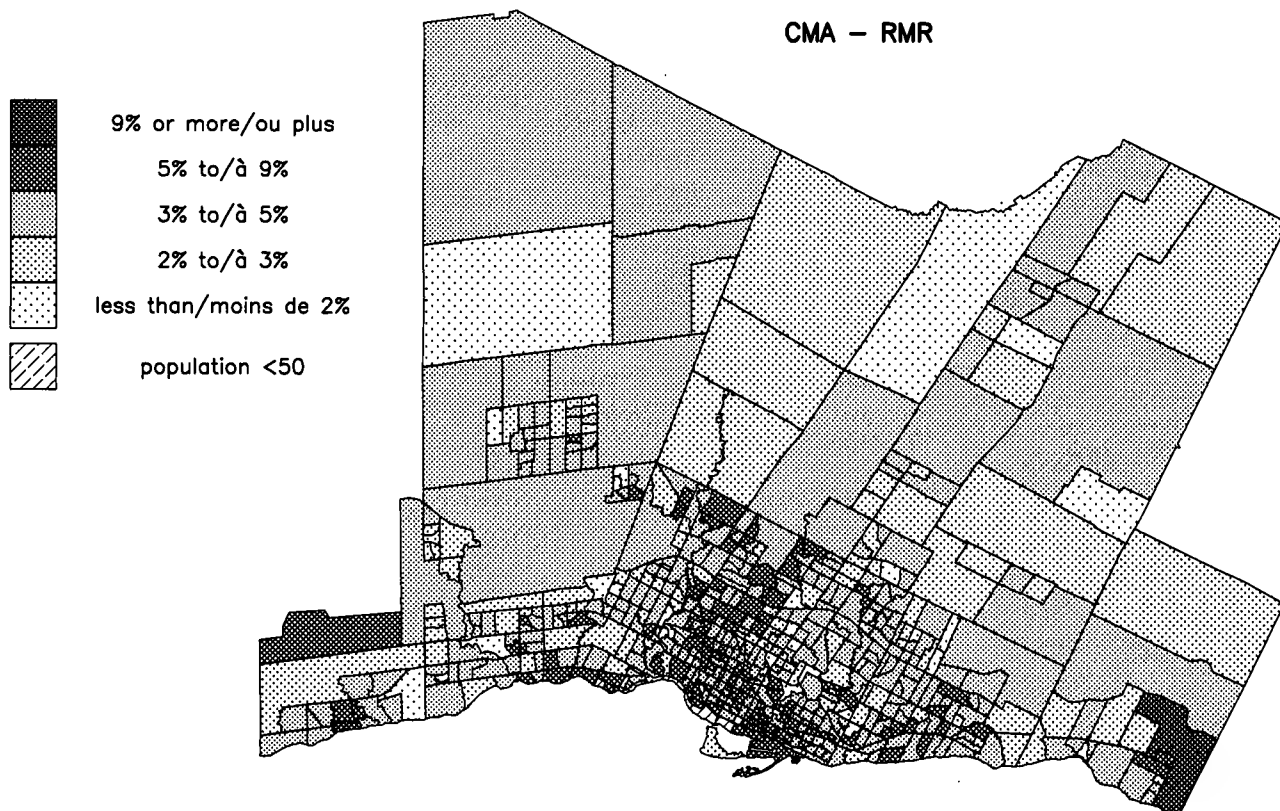 CMA – RMR
9% or more/ou plus
5% to/à 9%
3% to/à 5%
2% to/à 3%
less than/moins de 2%
population <50